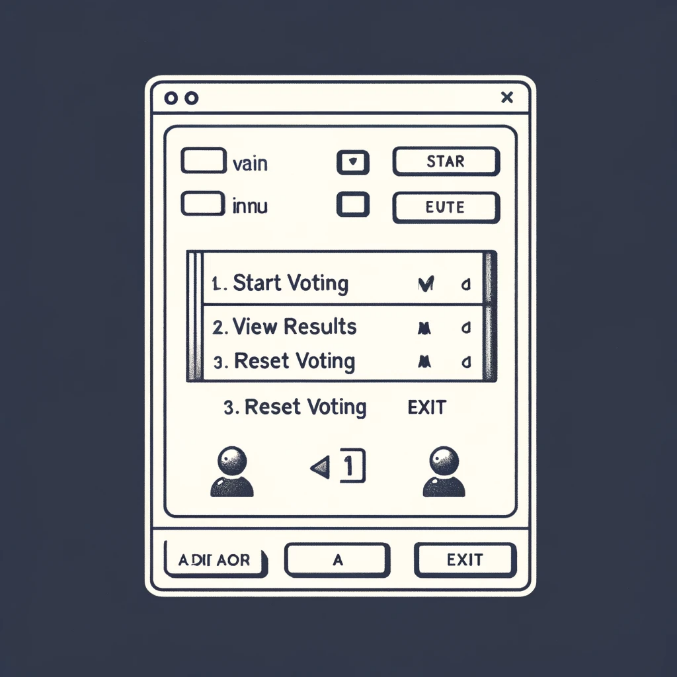 vain STAR
innu EUTE
1. Start Voting
2. View Results
3. Reset Voting
3. Reset Voting EXIT
1
A EXIT